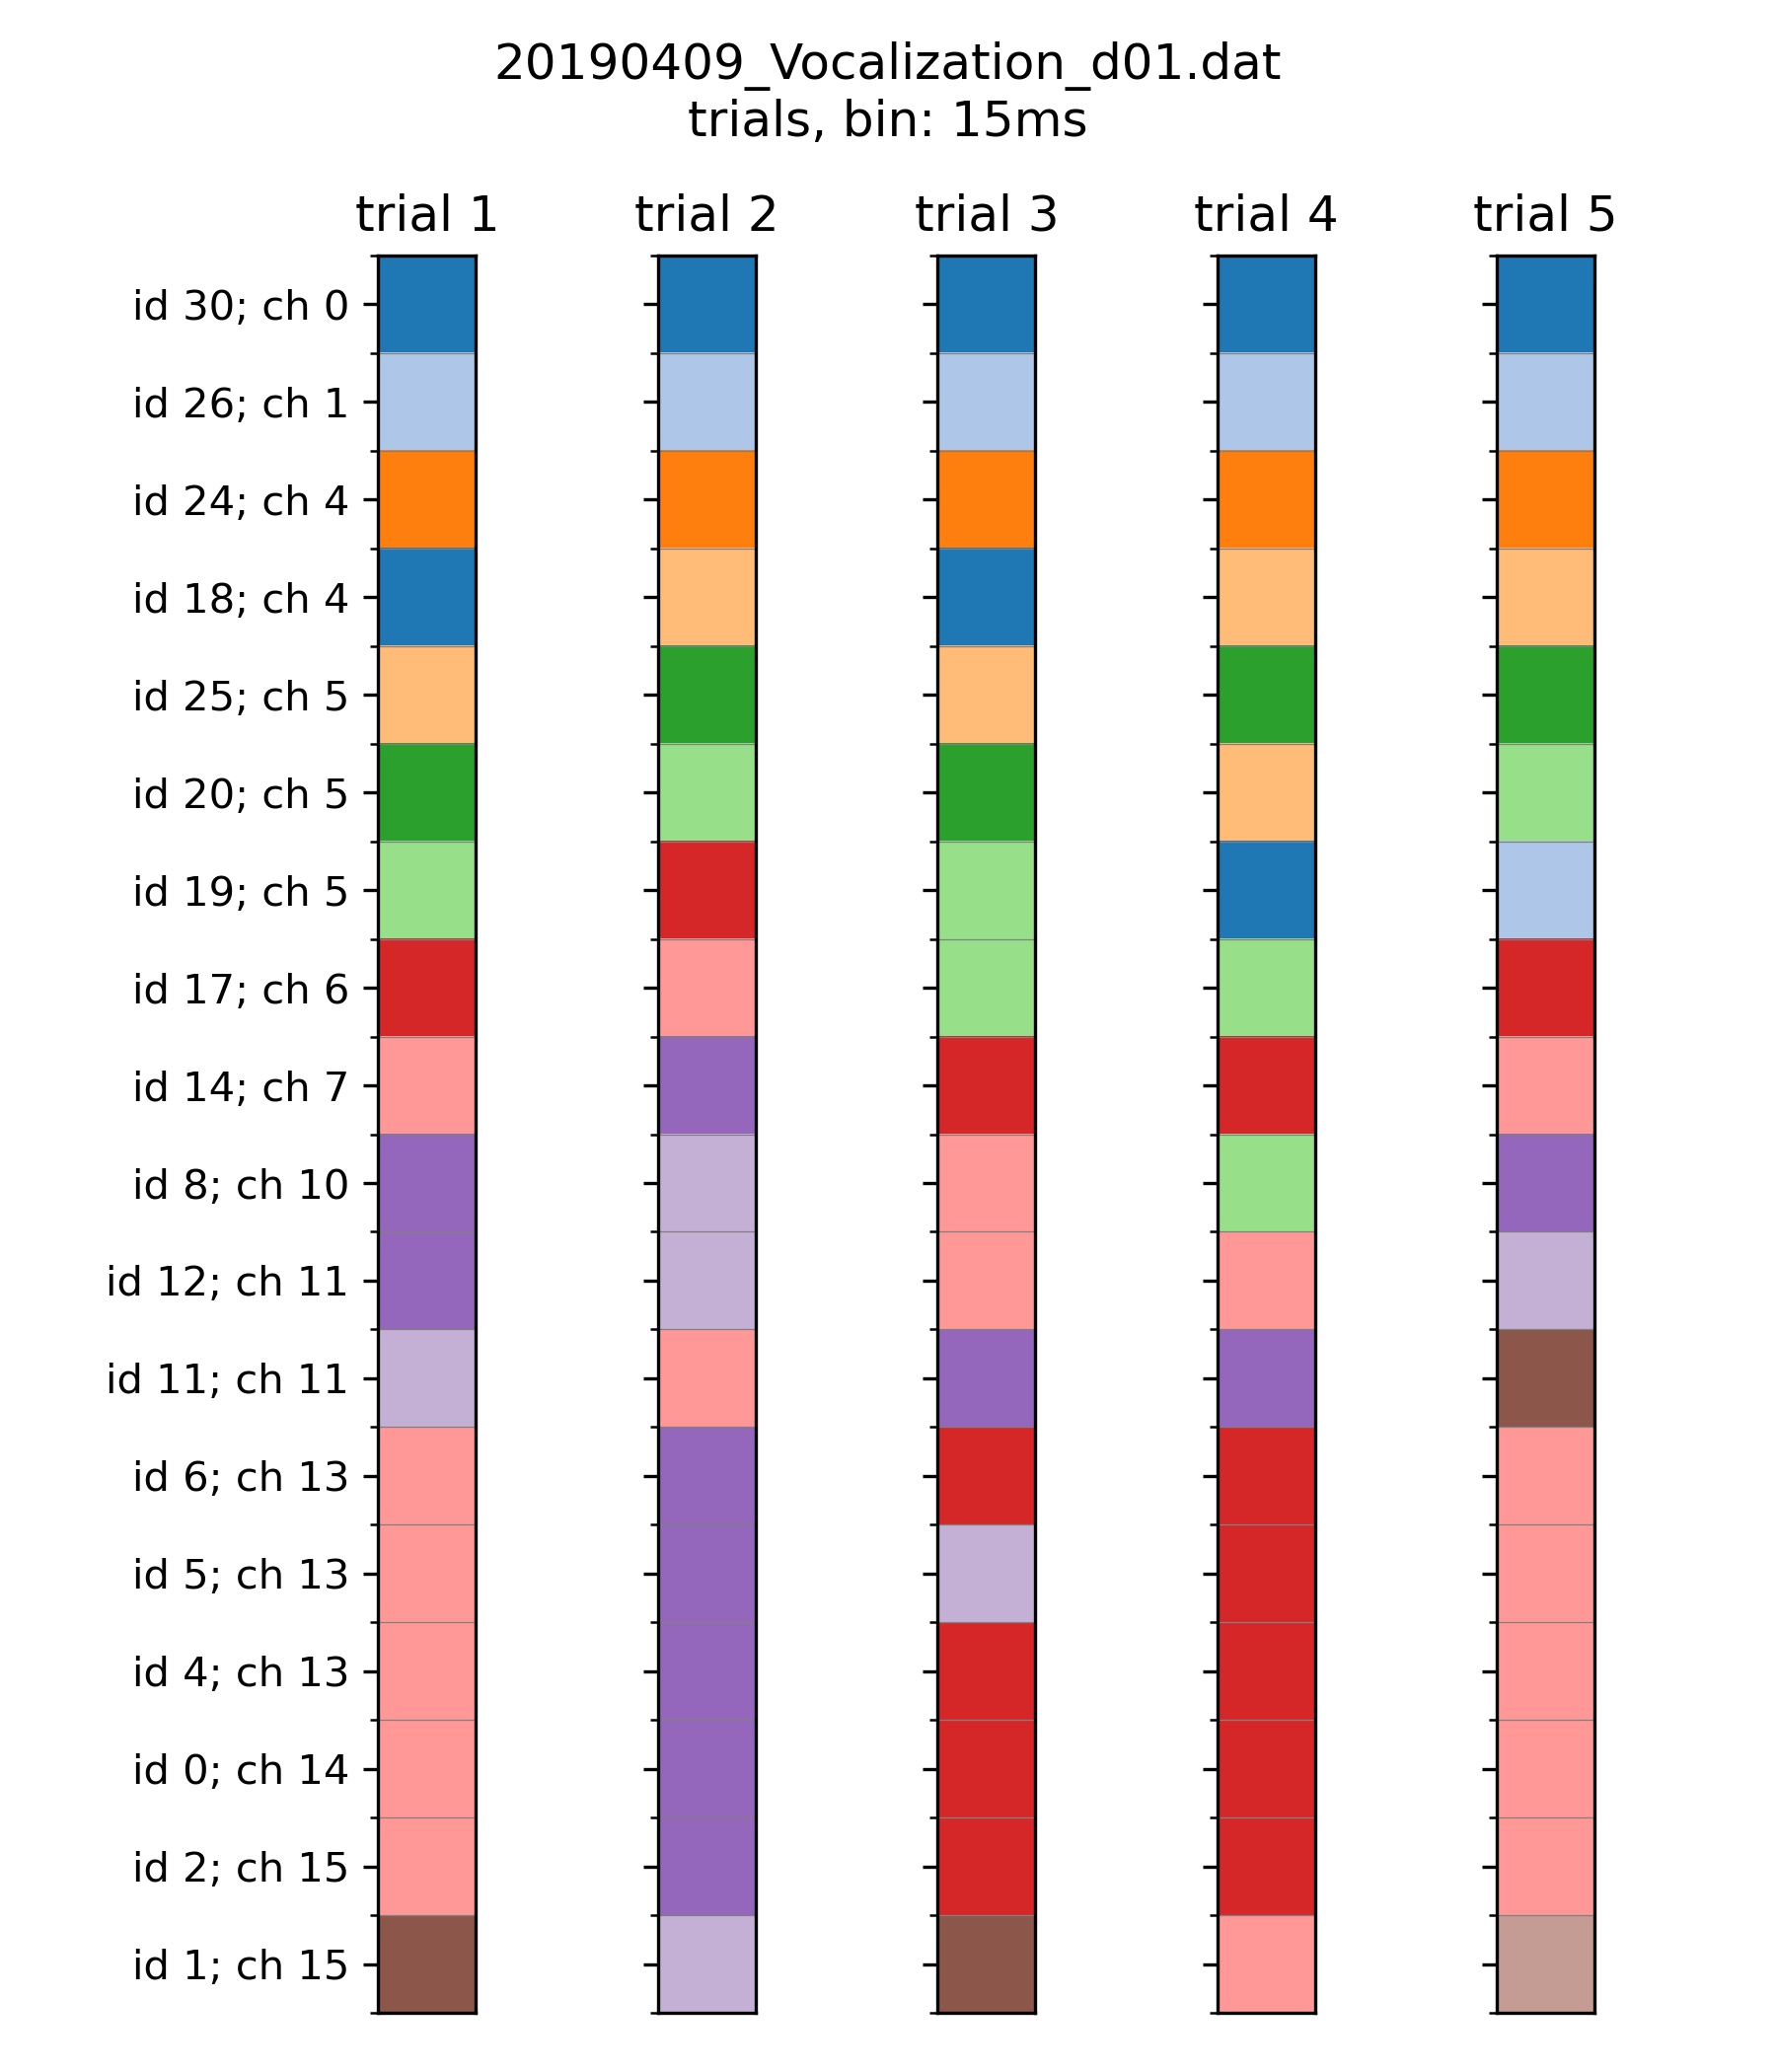 20190409_Vocalization_d01.dat
trials, bin: 15ms
trial 1 trial 2 trial 3 trial 4 trial 5
id 30; ch 0
id 26; ch 1
id 24; ch 4
id 18; ch 4
id 25; ch 5
id 20; ch 5
id 19; ch 5
id 17; ch 6
id 14; ch 7
id 8; ch 10
id 12; ch 11
id 11; ch 11
id 6; ch 13
id 5; ch 13
id 4; ch 13
id 0; ch 14
id 2; ch 15
id 1; ch 15